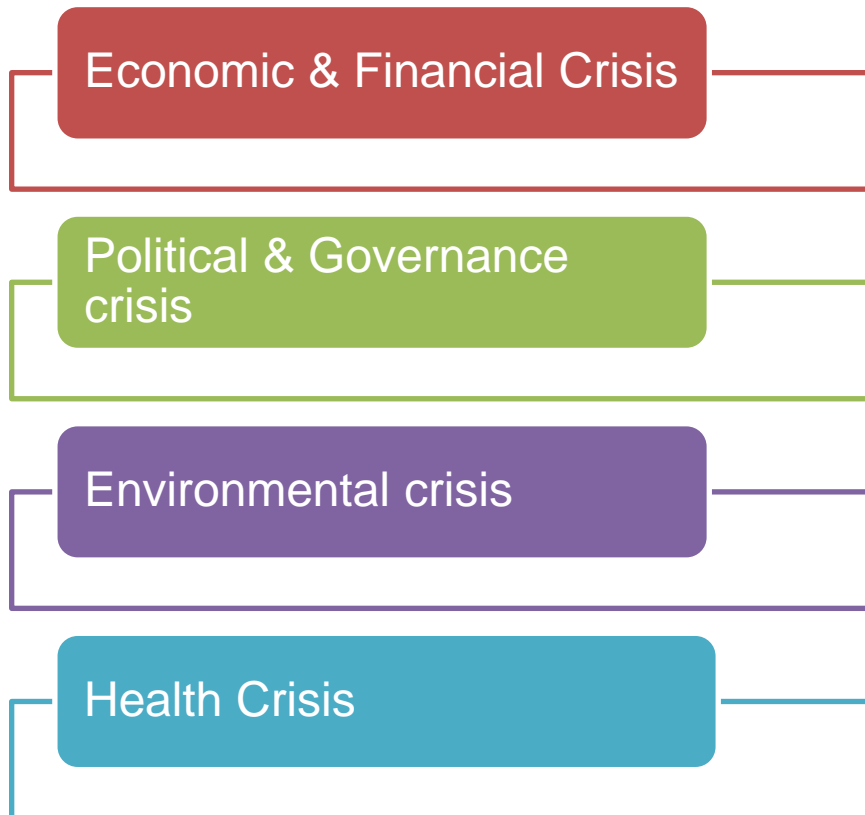 Economic & Financial Crisis
Political & Governance
crisis
Environmental crisis
Health Crisis